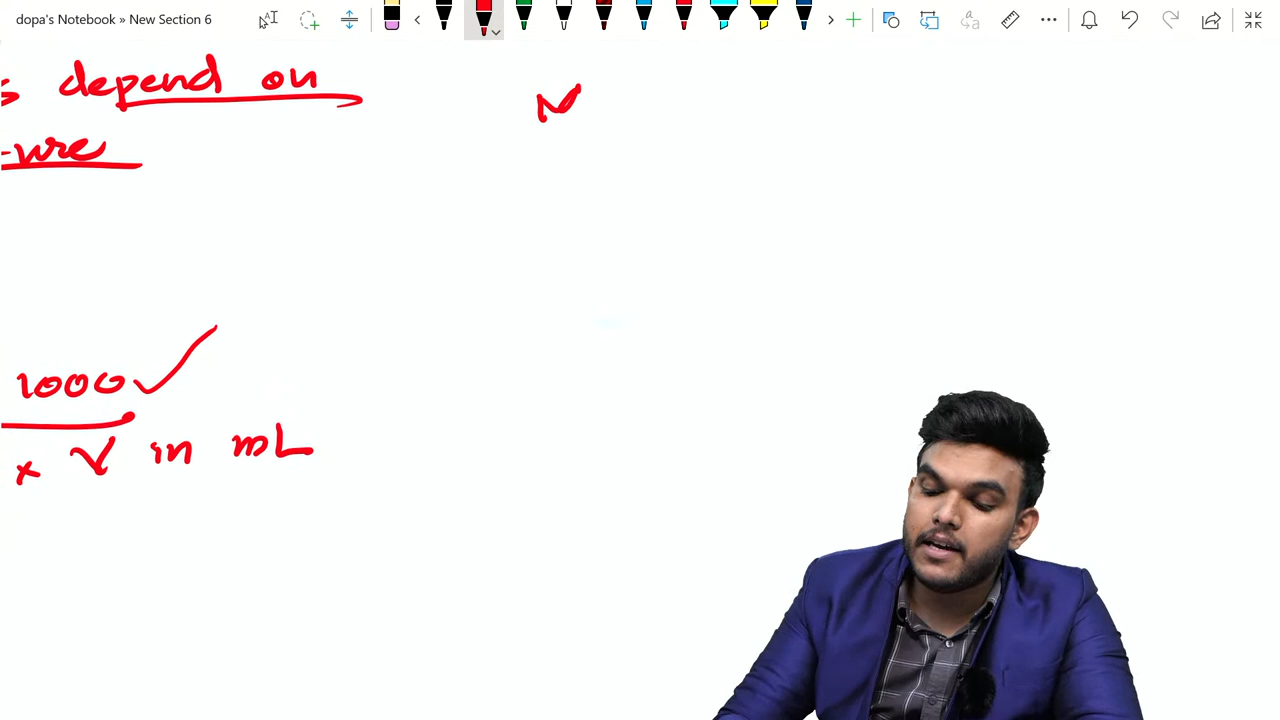 dopa's Notebook » New Section 6
s depend on
-ure
1000 ✓
x V in mL
N